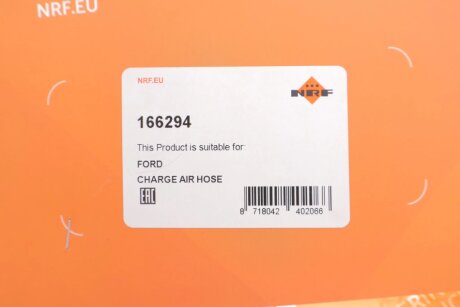 NRF.EU
NRF.EU
NRF
166294
This Product is suitable for:
FORD
CHARGE AIR HOSE
EAC
8 718042 402066